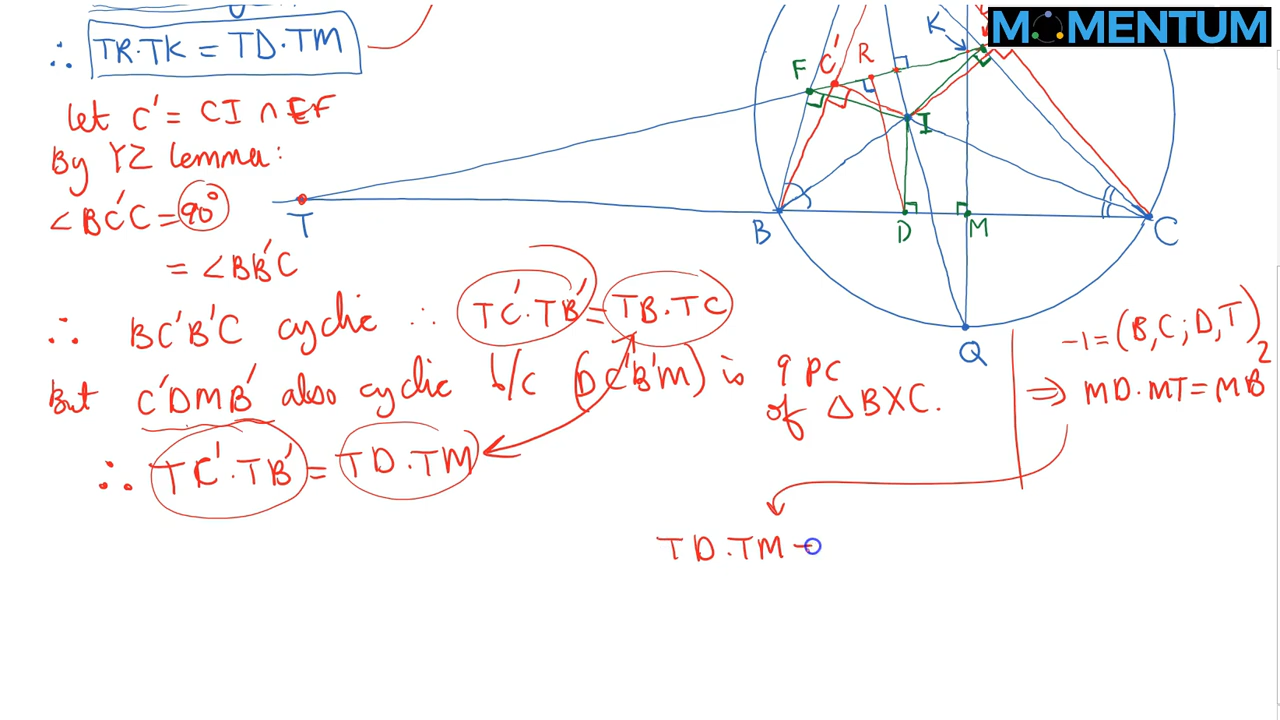 MOMENTUM
∴ TR·TK = TD·TM
let C' = CI ∩ EF
By YZ lemma:
∠BC'C = 90°
= ∠BB'C
∴ BC'B'C cyclic ∴ TC'·TB' = TB·TC
But C'DMB' also cyclic b/c (DC'B'M) is 9PC
of △BXC.
∴ TC'·TB' = TD·TM
-1 = (B,C;D,T)
⇒ MD·MT = MB²
TD·TM -
K
F
C'
R
I
T
B
D
M
C
Q